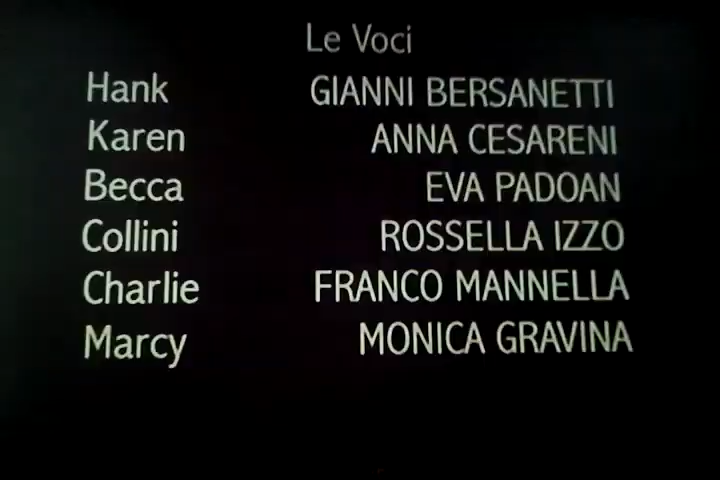 Le Voci
Hank GIANNI BERSANETTI
Karen ANNA CESARENI
Becca EVA PADOAN
Collini ROSSELLA IZZO
Charlie FRANCO MANNELLA
Marcy MONICA GRAVINA